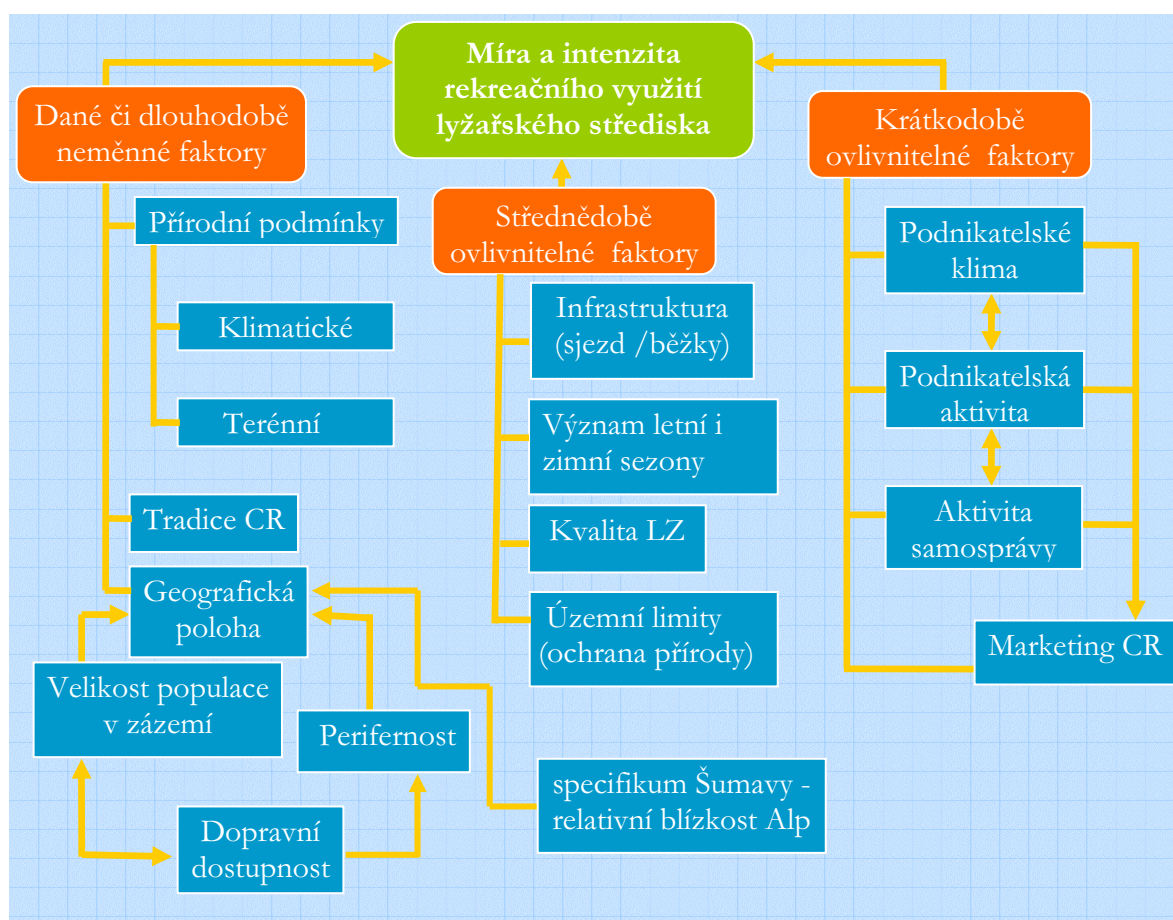 Míra a intenzita
rekreačního využití
lyžařského střediska
Dané či dlouhodobě
neměnné faktory
Přírodní podmínky
Klimatické
Terénní
Tradice CR
Geografická
poloha
Velikost populace
v zázemí
Perifernost
Dopravní
dostupnost
Střednědobě
ovlivnitelné faktory
Infrastruktura
(sjezd /běžky)
Význam letní i
zimní sezony
Kvalita LZ
Územní limity
(ochrana přírody)
specifikum Šumavy -
relativní blízkost Alp
Krátkodobě
ovlivnitelné faktory
Podnikatelské
klima
Podnikatelská
aktivita
Aktivita
samosprávy
Marketing CR